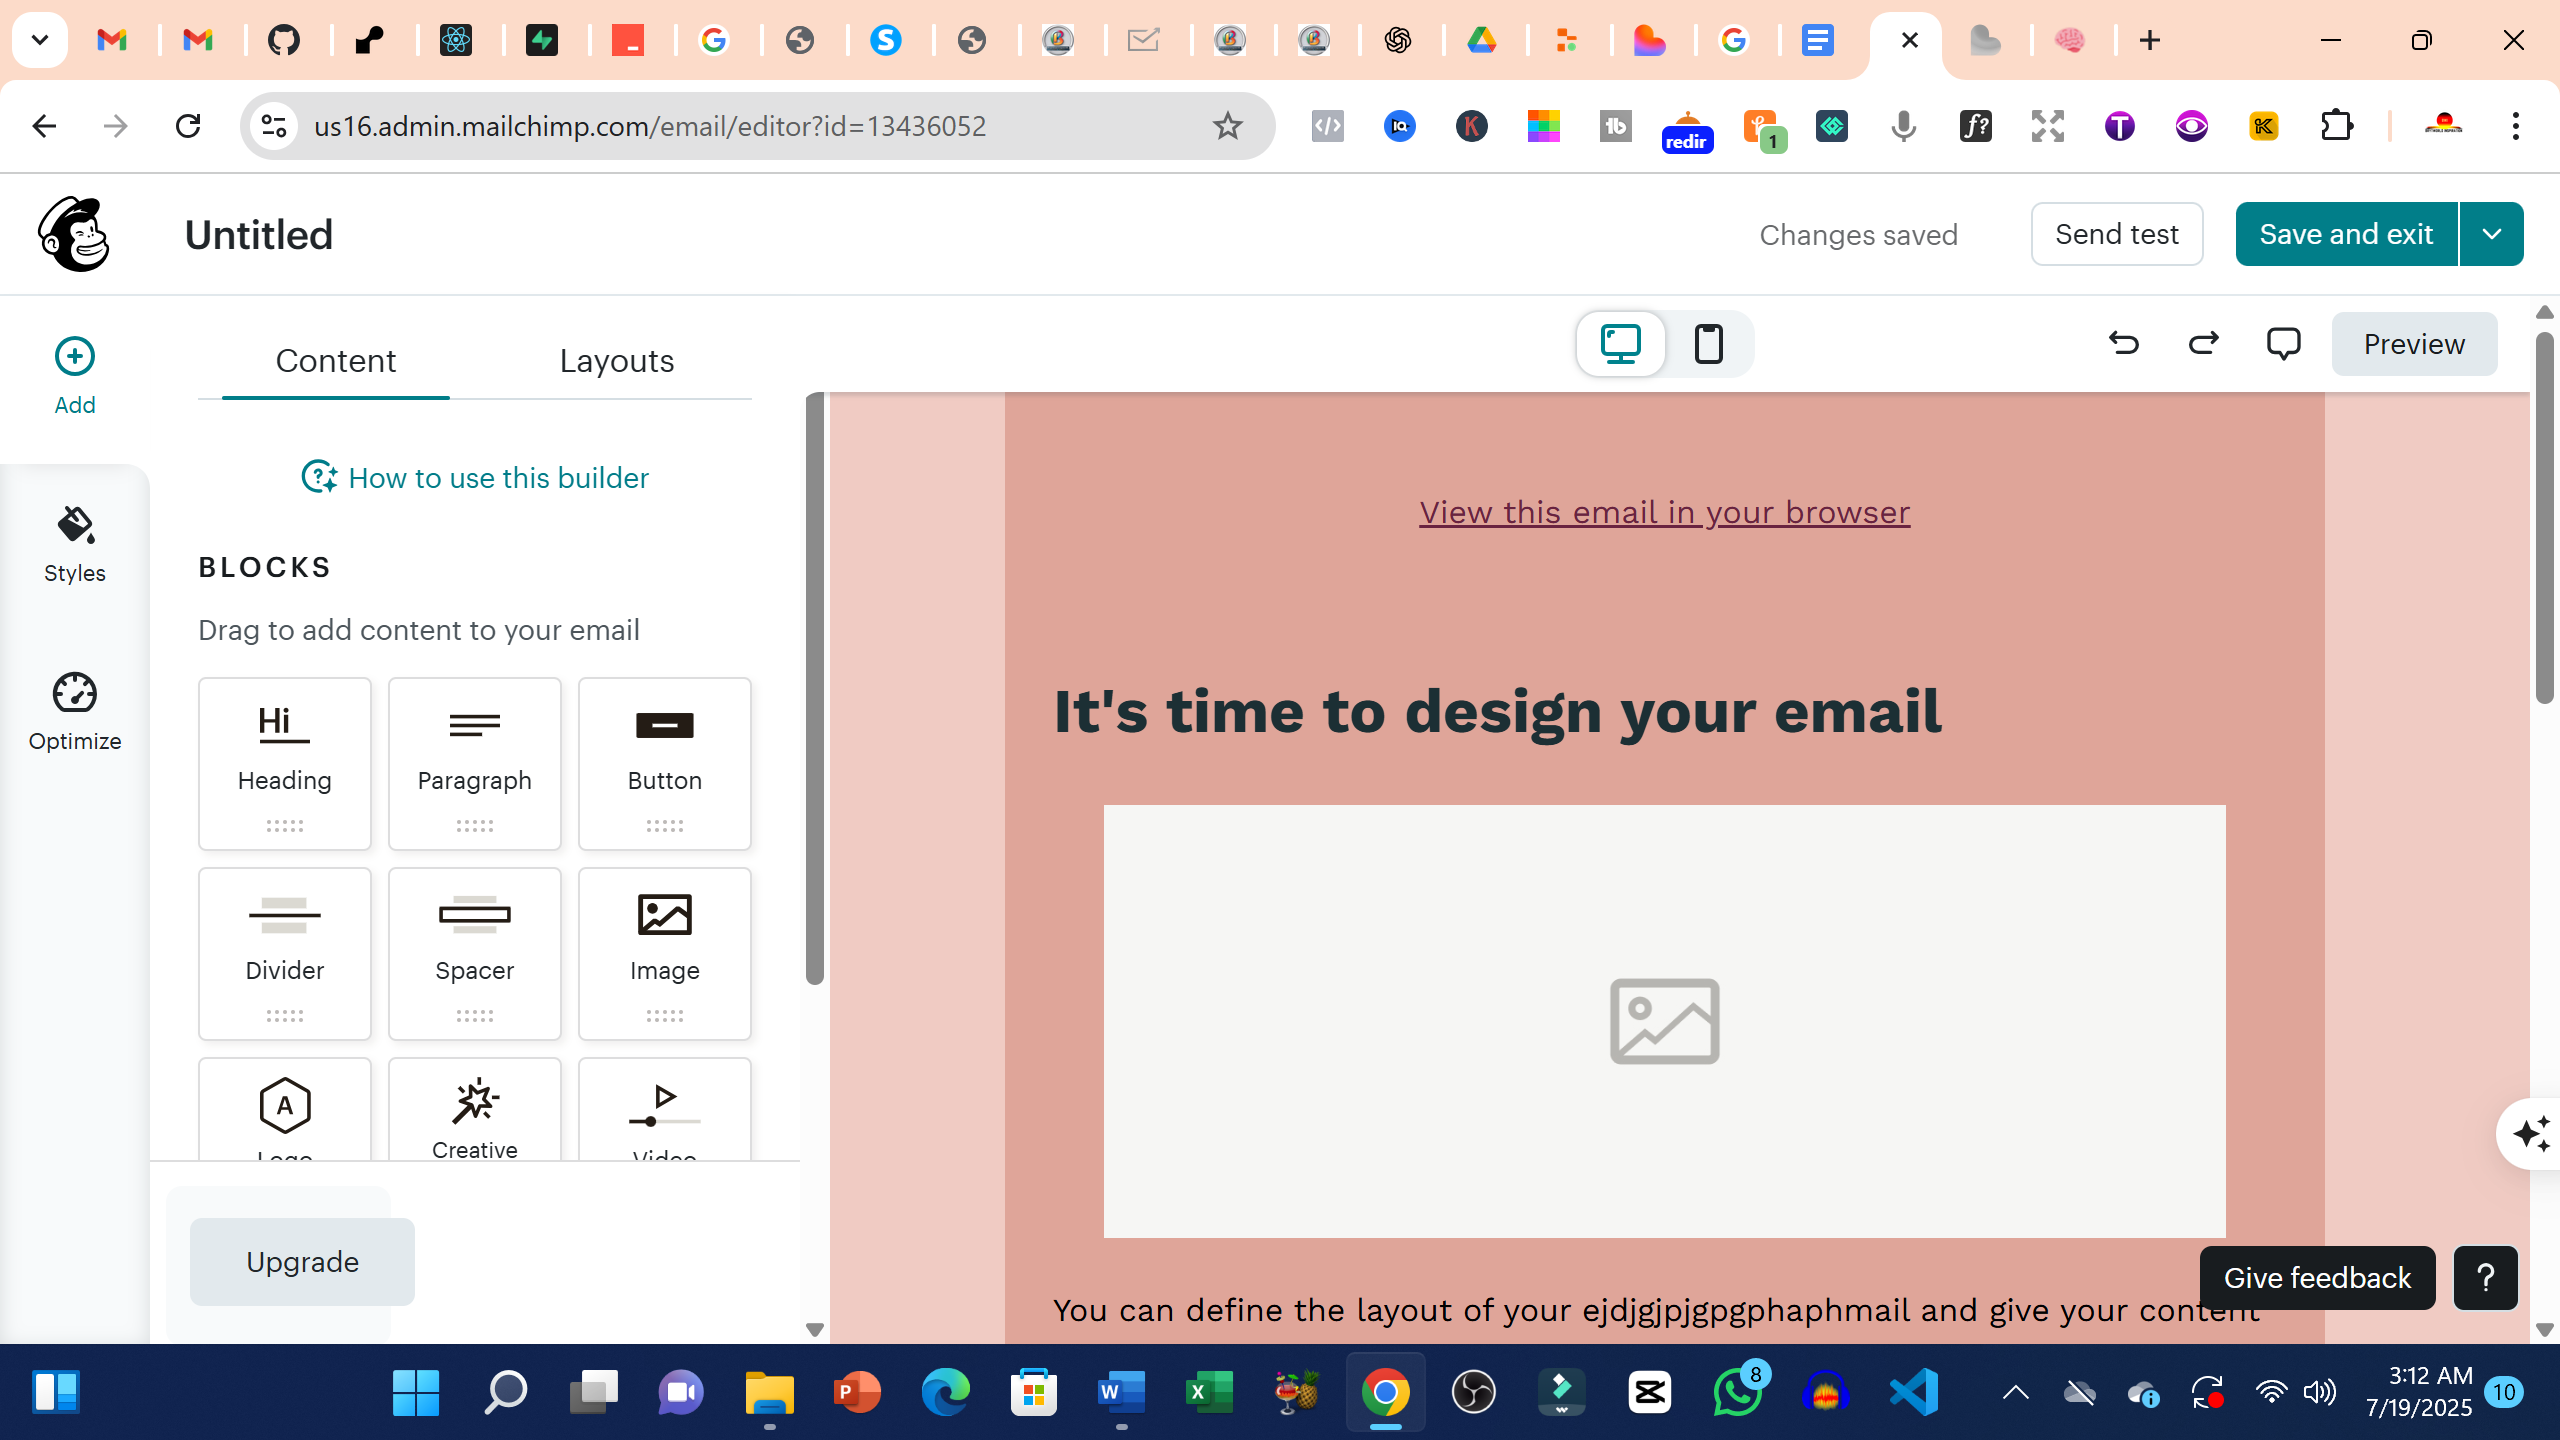 us16.admin.mailchimp.com/email/editor?id=13436052
redir
1
Untitled
Changes saved
Send test
Save and exit
Add
Content
Layouts
Preview
How to use this builder
View this email in your browser
Styles
BLOCKS
Drag to add content to your email
Optimize
Hi
Heading
Paragraph
Button
It's time to design your email
Divider
Spacer
Image
A
Logo
Creative
Video
Upgrade
Give feedback
?
You can define the layout of your ejdjgjpjgpgphaphmail and give your content
8
3:12 AM
7/19/2025
10